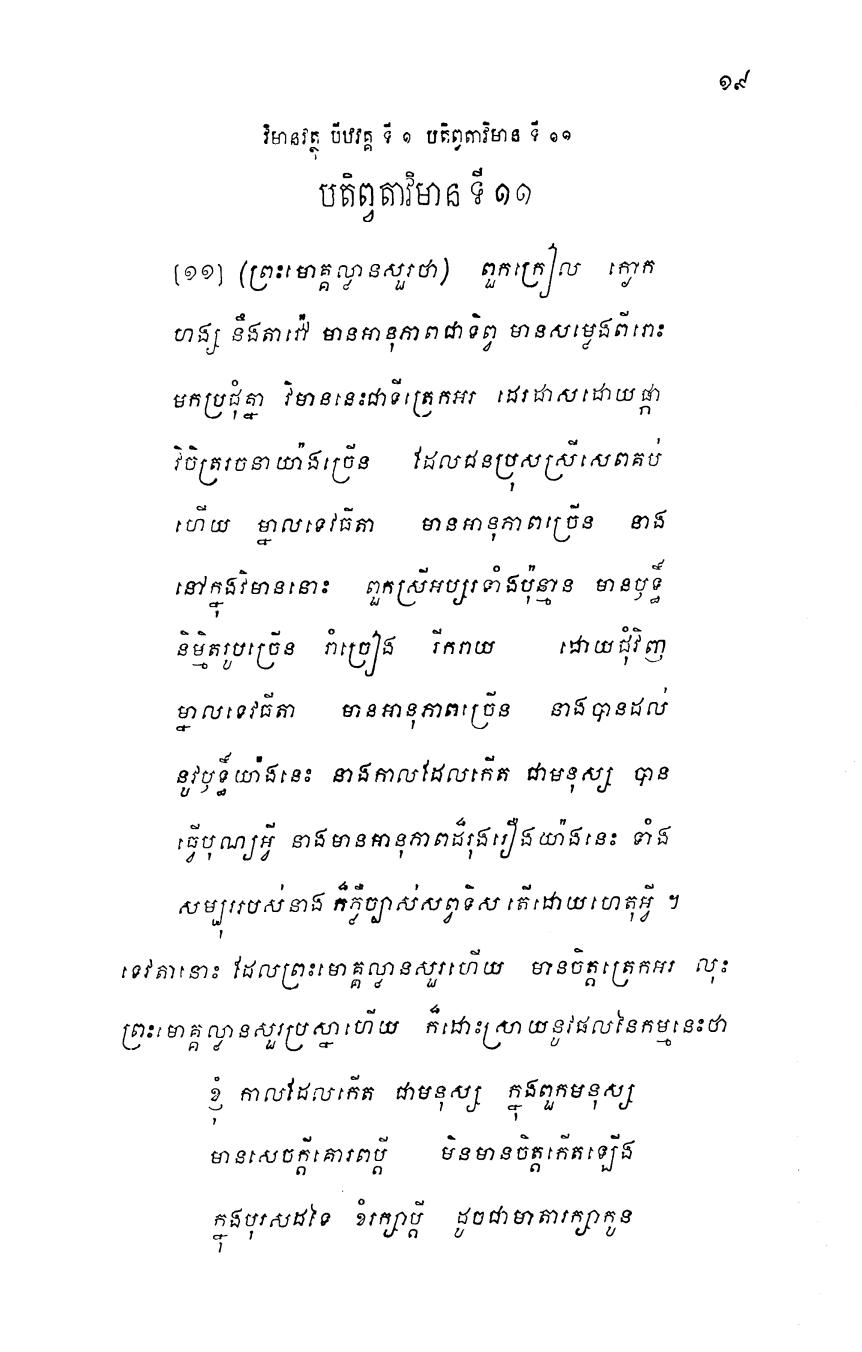 ១៩
វិមានវត្ថុ បីឋវគ្គ ទី ១ បតិព្វតាវិមាន ទី ១១
បតិព្វតាវិមាន ទី ១១
[១១] (ព្រះមោគ្គល្លានសួរថា) ពួកក្រៀល ក្ងោក
ហង្ស នឹងតាវ៉ៅ មានអានុភាពជាទិព្វ មានសម្លេងពីរោះ
មកប្រជុំគ្នា វិមាននេះជាទីត្រេកអរ ដេរដាសដោយផ្កា
វិចិត្ររចនាយ៉ាងច្រើន ដែលជនប្រុសស្រីសេពគប់
ហើយ ម្នាលទេវធីតា មានអានុភាពច្រើន នាង
នៅក្នុងវិមាននោះ ពួកស្រីអប្សរទាំងប៉ុន្មាន មានឫទ្ធិ៍
និម្មិតរូបច្រើន រាំច្រៀង រីករាយ ដោយជុំវិញ
ម្នាលទេវធីតា មានអានុភាពច្រើន នាងបានដល់
នូវឫទ្ធិ៍យ៉ាងនេះ នាងកាលដែលកើត ជាមនុស្ស បាន
ធ្វើបុណ្យអ្វី នាងមានអានុភាពដ៏រុងរឿងយ៉ាងនេះ ទាំង
សម្បុររបស់នាង ក៏ភ្លឺច្បាស់សព្វទិស តើដោយហេតុអ្វី ។
ទេវតានោះ ដែលព្រះមោគ្គល្លានសួរហើយ មានចិត្តត្រេកអរ លុះ
ព្រះមោគ្គល្លានសួរប្រស្នាហើយ ក៏ដោះស្រាយនូវផលនៃកម្មនេះថា
ខ្ញុំ កាលដែលកើត ជាមនុស្ស ក្នុងពួកមនុស្ស
មានសេចក្តីគោរពប្តី មិនមានចិត្តកើតឡើង
ក្នុងបុរសដទៃ ខំរក្សាប្តី ដូចជាមាតារក្សាកូន